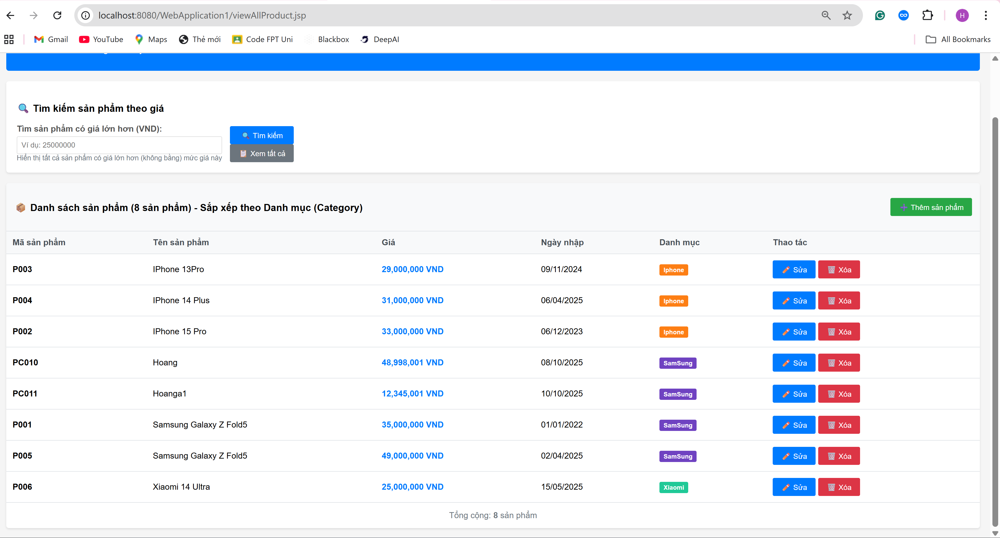 localhost:8080/WebApplication1/viewAllProduct.jsp
H
Gmail YouTube Maps Thẻ mới Code FPT Uni Blackbox DeepAI All Bookmarks
Tìm kiếm sản phẩm theo giá
Tìm sản phẩm có giá lớn hơn (VND):
Ví dụ: 25000000
Hiển thị tất cả sản phẩm có giá lớn hơn (không bằng) mức giá này
Tìm kiếm
Xem tất cả
Danh sách sản phẩm (8 sản phẩm) - Sắp xếp theo Danh mục (Category)
Thêm sản phẩm
Mã sản phẩm Tên sản phẩm Giá Ngày nhập Danh mục Thao tác
P003 IPhone 13Pro 29,000,000 VND 09/11/2024 Iphone Sửa Xóa
P004 IPhone 14 Plus 31,000,000 VND 06/04/2025 Iphone Sửa Xóa
P002 IPhone 15 Pro 33,000,000 VND 06/12/2023 Iphone Sửa Xóa
PC010 Hoang 48,998,001 VND 08/10/2025 SamSung Sửa Xóa
PC011 Hoanga1 12,345,001 VND 10/10/2025 SamSung Sửa Xóa
P001 Samsung Galaxy Z Fold5 35,000,000 VND 01/01/2022 SamSung Sửa Xóa
P005 Samsung Galaxy Z Fold5 49,000,000 VND 02/04/2025 SamSung Sửa Xóa
P006 Xiaomi 14 Ultra 25,000,000 VND 15/05/2025 Xiaomi Sửa Xóa
Tổng cộng: 8 sản phẩm